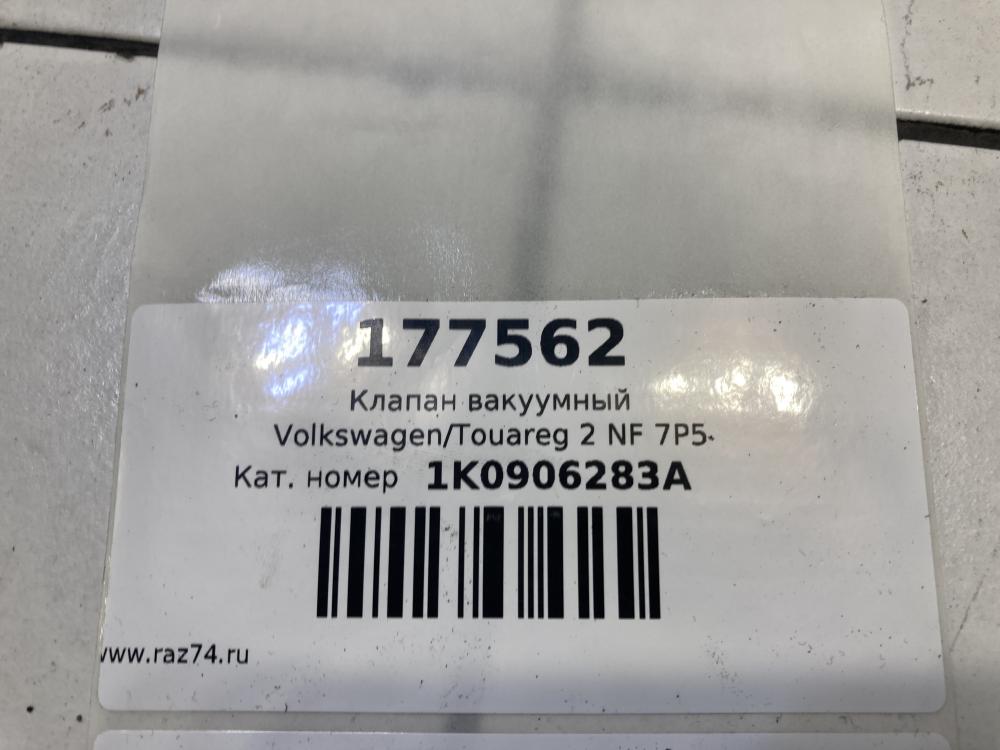 177562
Клапан вакуумный
Volkswagen/Touareg 2 NF 7P5
Кат. номер 1K0906283A
www.raz74.ru